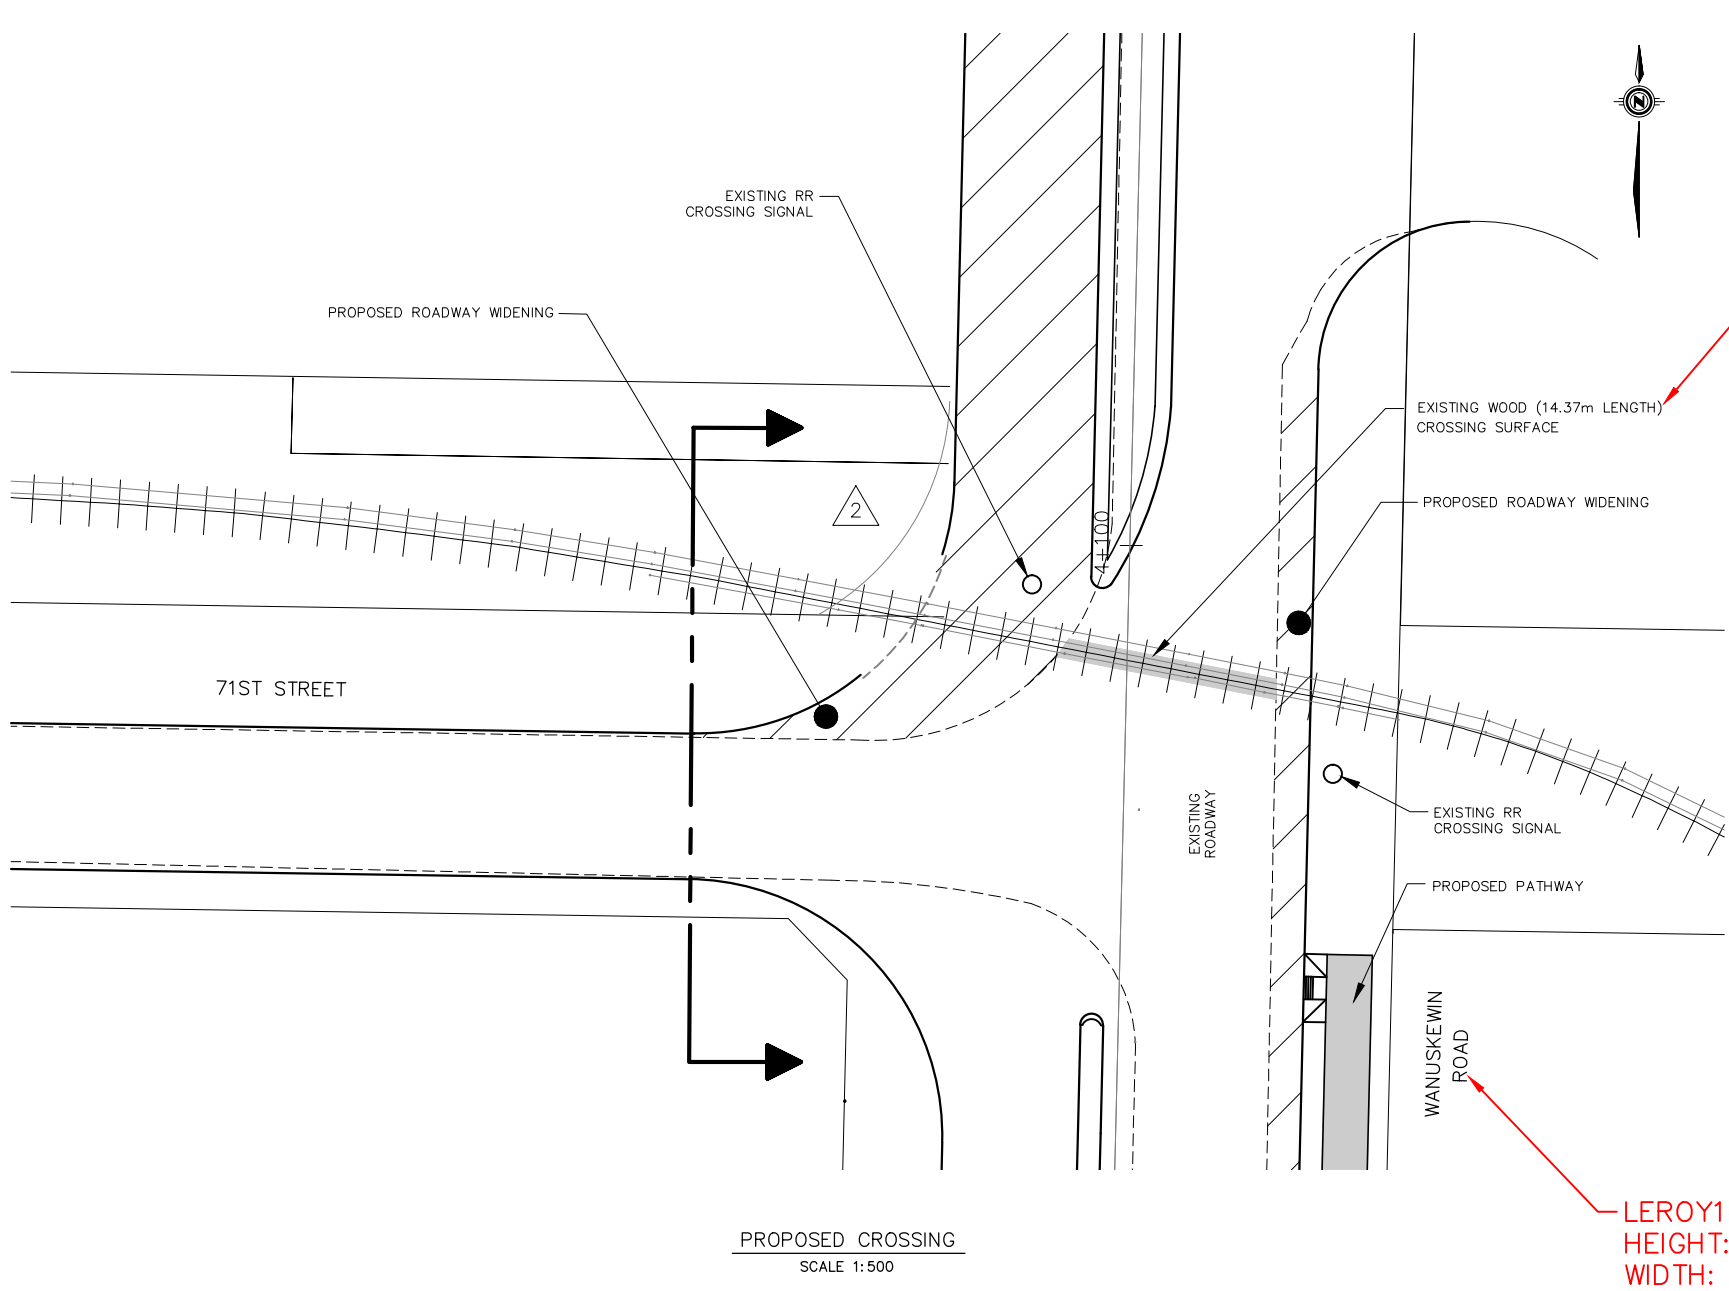 N
EXISTING RR
CROSSING SIGNAL
PROPOSED ROADWAY WIDENING
EXISTING WOOD (14.37m LENGTH)
CROSSING SURFACE
2
4+100
PROPOSED ROADWAY WIDENING
71ST STREET
EXISTING
ROADWAY
EXISTING RR
CROSSING SIGNAL
PROPOSED PATHWAY
WANUSKEWIN
ROAD
LEROY1
HEIGHT:
WIDTH:
PROPOSED CROSSING
SCALE 1:500